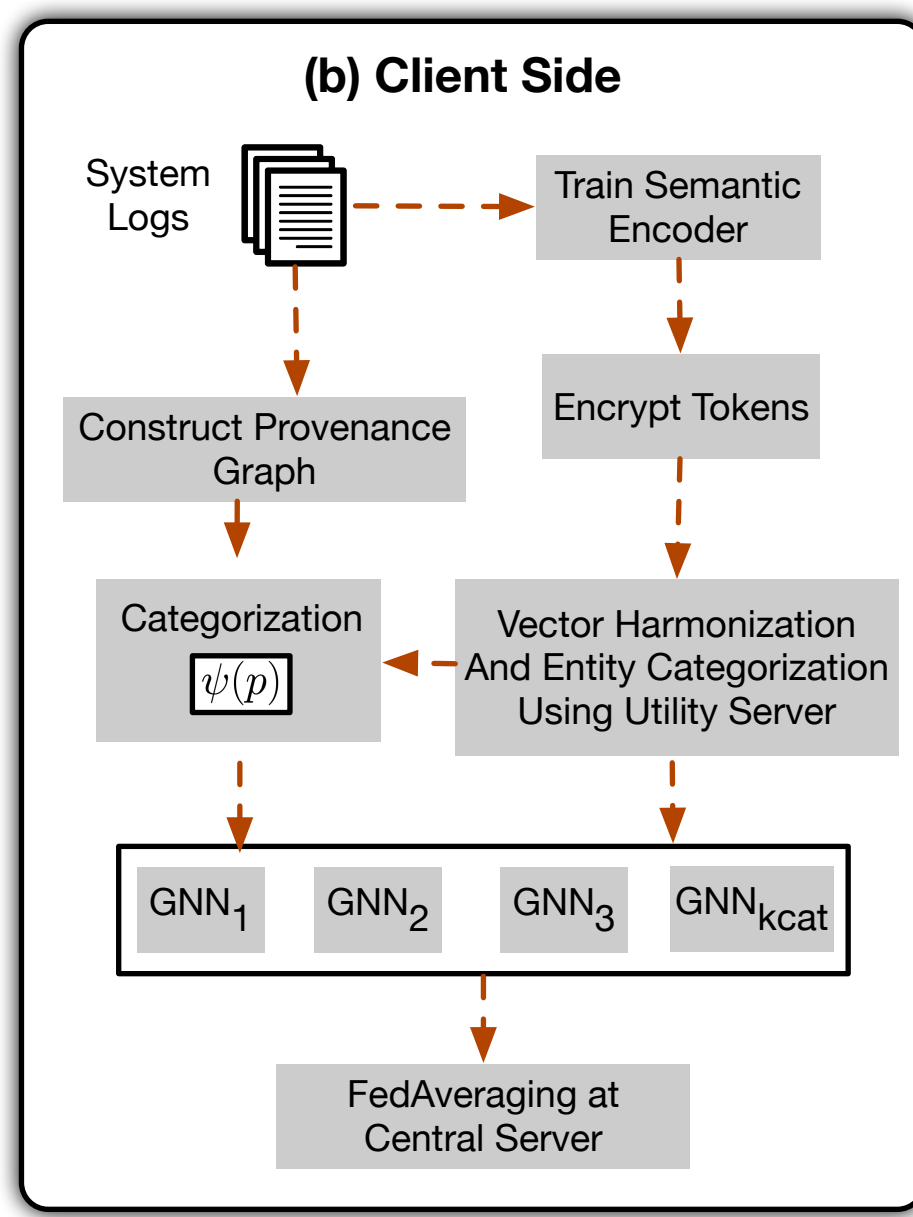 (b) Client Side
System
Logs
Train Semantic
Encoder
Construct Provenance
Graph
Encrypt Tokens
Categorization
ψ(p)
Vector Harmonization
And Entity Categorization
Using Utility Server
GNN₁ GNN₂ GNN₃ GNN_kcat
FedAveraging at
Central Server